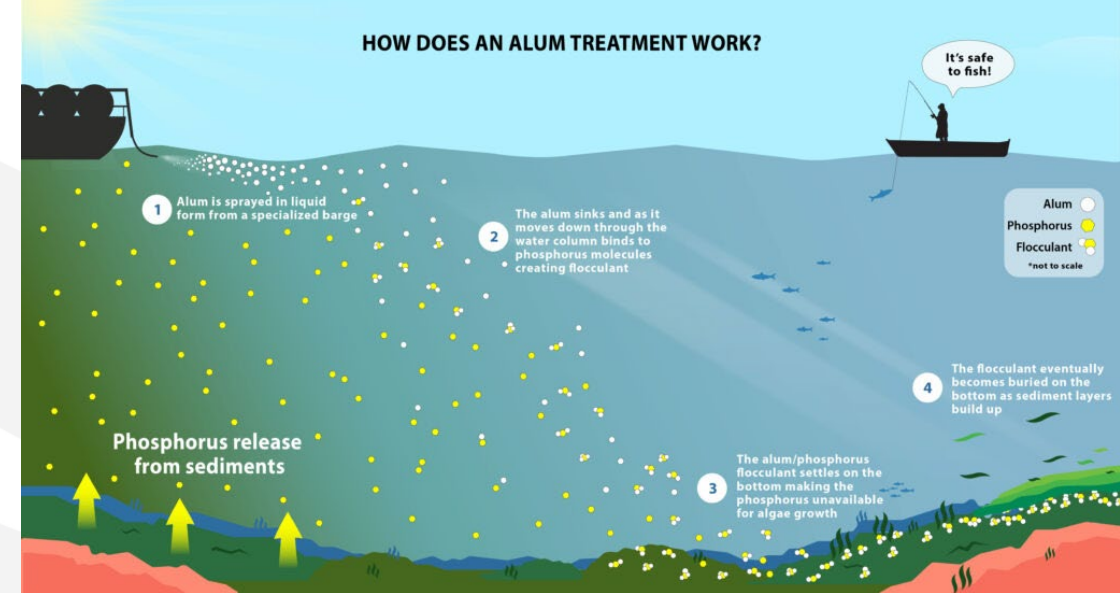 HOW DOES AN ALUM TREATMENT WORK?
It's safe
to fish!
1
Alum is sprayed in liquid
form from a specialized barge
2
The alum sinks and as it
moves down through the
water column binds to
phosphorus molecules
creating flocculant
Alum
Phosphorus
Flocculant
*not to scale
4
The flocculant eventually
becomes buried on the
bottom as sediment layers
build up
Phosphorus release
from sediments
3
The alum/phosphorus
flocculant settles on the
bottom making the
phosphorus unavailable
for algae growth